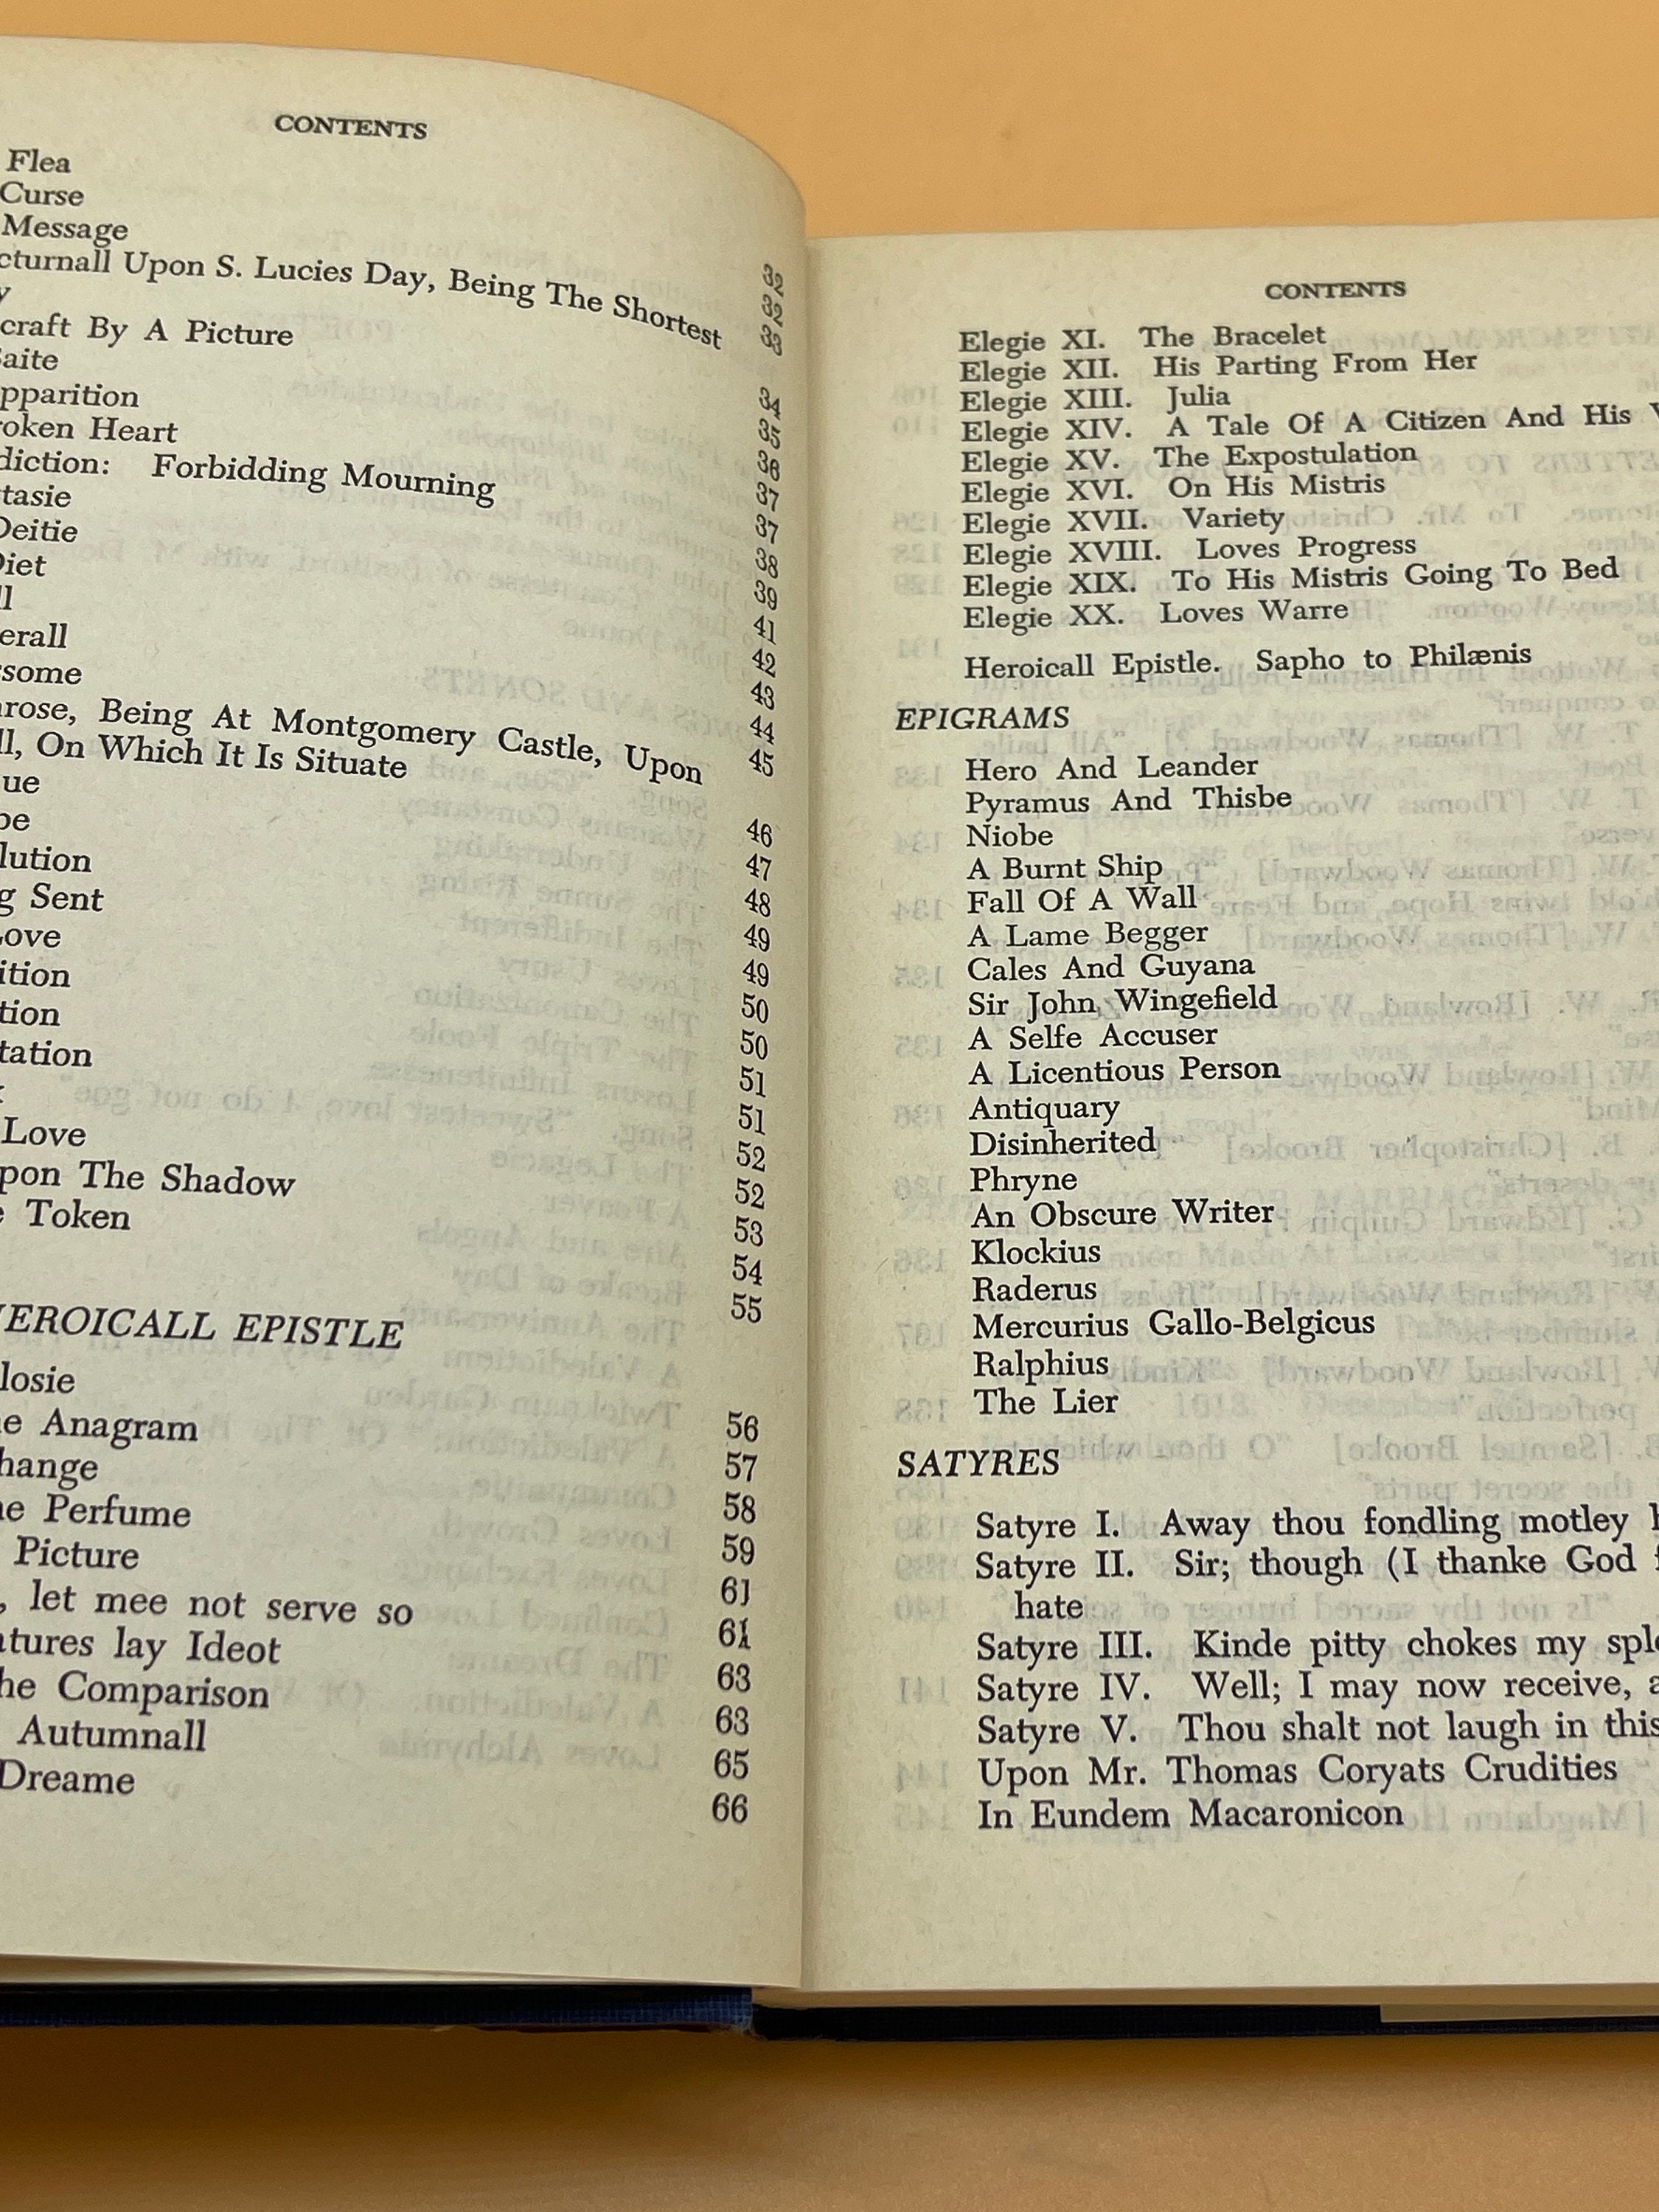 CONTENTS
Flea
Curse
Message
cturnall Upon S. Lucies Day, Being The Shortest
y
craft By A Picture
aite
pparition
roken Heart
diction: Forbidding Mourning
tasie
Deitie
Diet
ll
erall
some
rose, Being At Montgomery Castle, Upon
ll, On Which It Is Situate
ue
be
lution
g Sent
Love
ition
tion
tation
Love
pon The Shadow
e Token
32
32
33
34
35
36
37
37
38
39
41
42
43
44
45
46
47
48
49
49
50
50
51
51
52
52
53
54
55
HEROICALL EPISTLE
losie
ne Anagram
hange
he Perfume
Picture
, let mee not serve so
atures lay Ideot
he Comparison
Autumnall
Dreame
56
57
58
59
61
61
63
63
65
66
CONTENTS
Elegie XI. The Bracelet
Elegie XII. His Parting From Her
Elegie XIII. Julia
Elegie XIV. A Tale Of A Citizen And His
Elegie XV. The Expostulation
Elegie XVI. On His Mistris
Elegie XVII. Variety
Elegie XVIII. Loves Progress
Elegie XIX. To His Mistris Going To Bed
Elegie XX. Loves Warre
Heroicall Epistle. Sapho to Philænis
EPIGRAMS
Hero And Leander
Pyramus And Thisbe
Niobe
A Burnt Ship
Fall Of A Wall
A Lame Begger
Cales And Guyana
Sir John Wingefield
A Selfe Accuser
A Licentious Person
Antiquary
Disinherited
Phryne
An Obscure Writer
Klockius
Raderus
Mercurius Gallo-Belgicus
Ralphius
The Lier
SATYRES
Satyre I. Away thou fondling motley
Satyre II. Sir; though (I thanke God
hate
Satyre III. Kinde pitty chokes my sple
Satyre IV. Well; I may now receive, a
Satyre V. Thou shalt not laugh in this
Upon Mr. Thomas Coryats Crudities
In Eundem Macaronicon